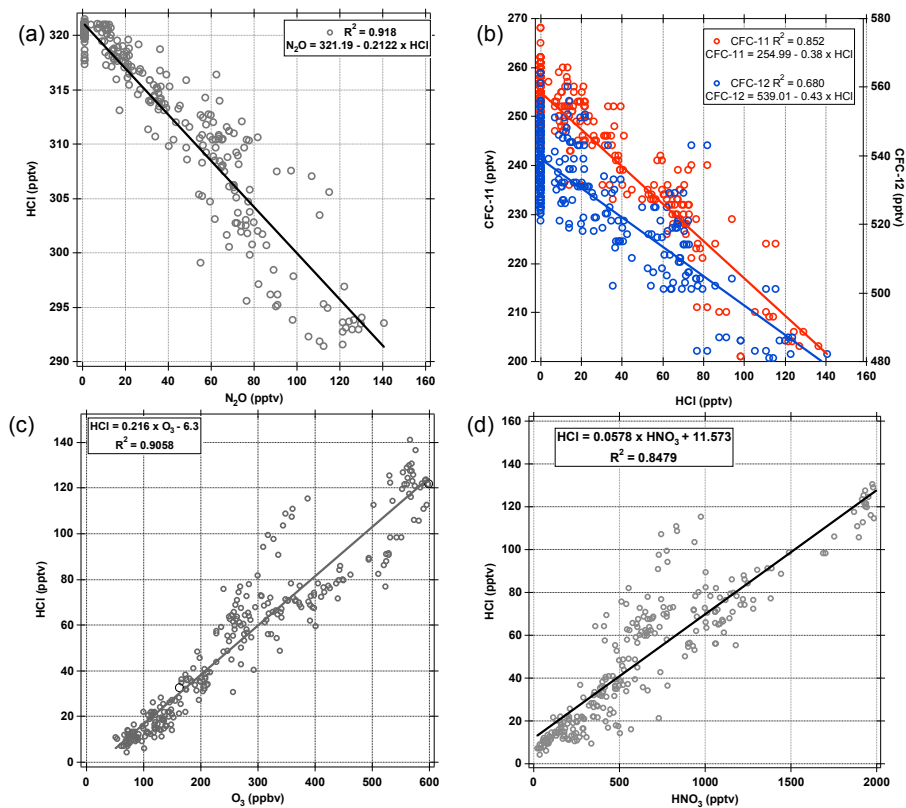 (a)
R² = 0.918
N₂O = 321.19 - 0.2122 x HCl
HCl (pptv)
320
315
310
305
300
295
290
0 20 40 60 80 100 120 140 160
N₂O (pptv)
(b)
CFC-11 R² = 0.852
CFC-11 = 254.99 - 0.38 x HCl
CFC-12 R² = 0.680
CFC-12 = 539.01 - 0.43 x HCl
CFC-11 (pptv)
270
260
250
240
230
220
210
200
580
560
540
520
500
480
CFC-12 (pptv)
0 20 40 60 80 100 120 140 160
HCl (pptv)
(c)
HCl = 0.216 x O₃ - 6.3
R² = 0.9058
HCl (pptv)
140
120
100
80
60
40
20
0
0 100 200 300 400 500 600
O₃ (ppbv)
(d)
HCl = 0.0578 x HNO₃ + 11.573
R² = 0.8479
HCl (pptv)
160
140
120
100
80
60
40
20
0
0 500 1000 1500 2000
HNO₃ (pptv)